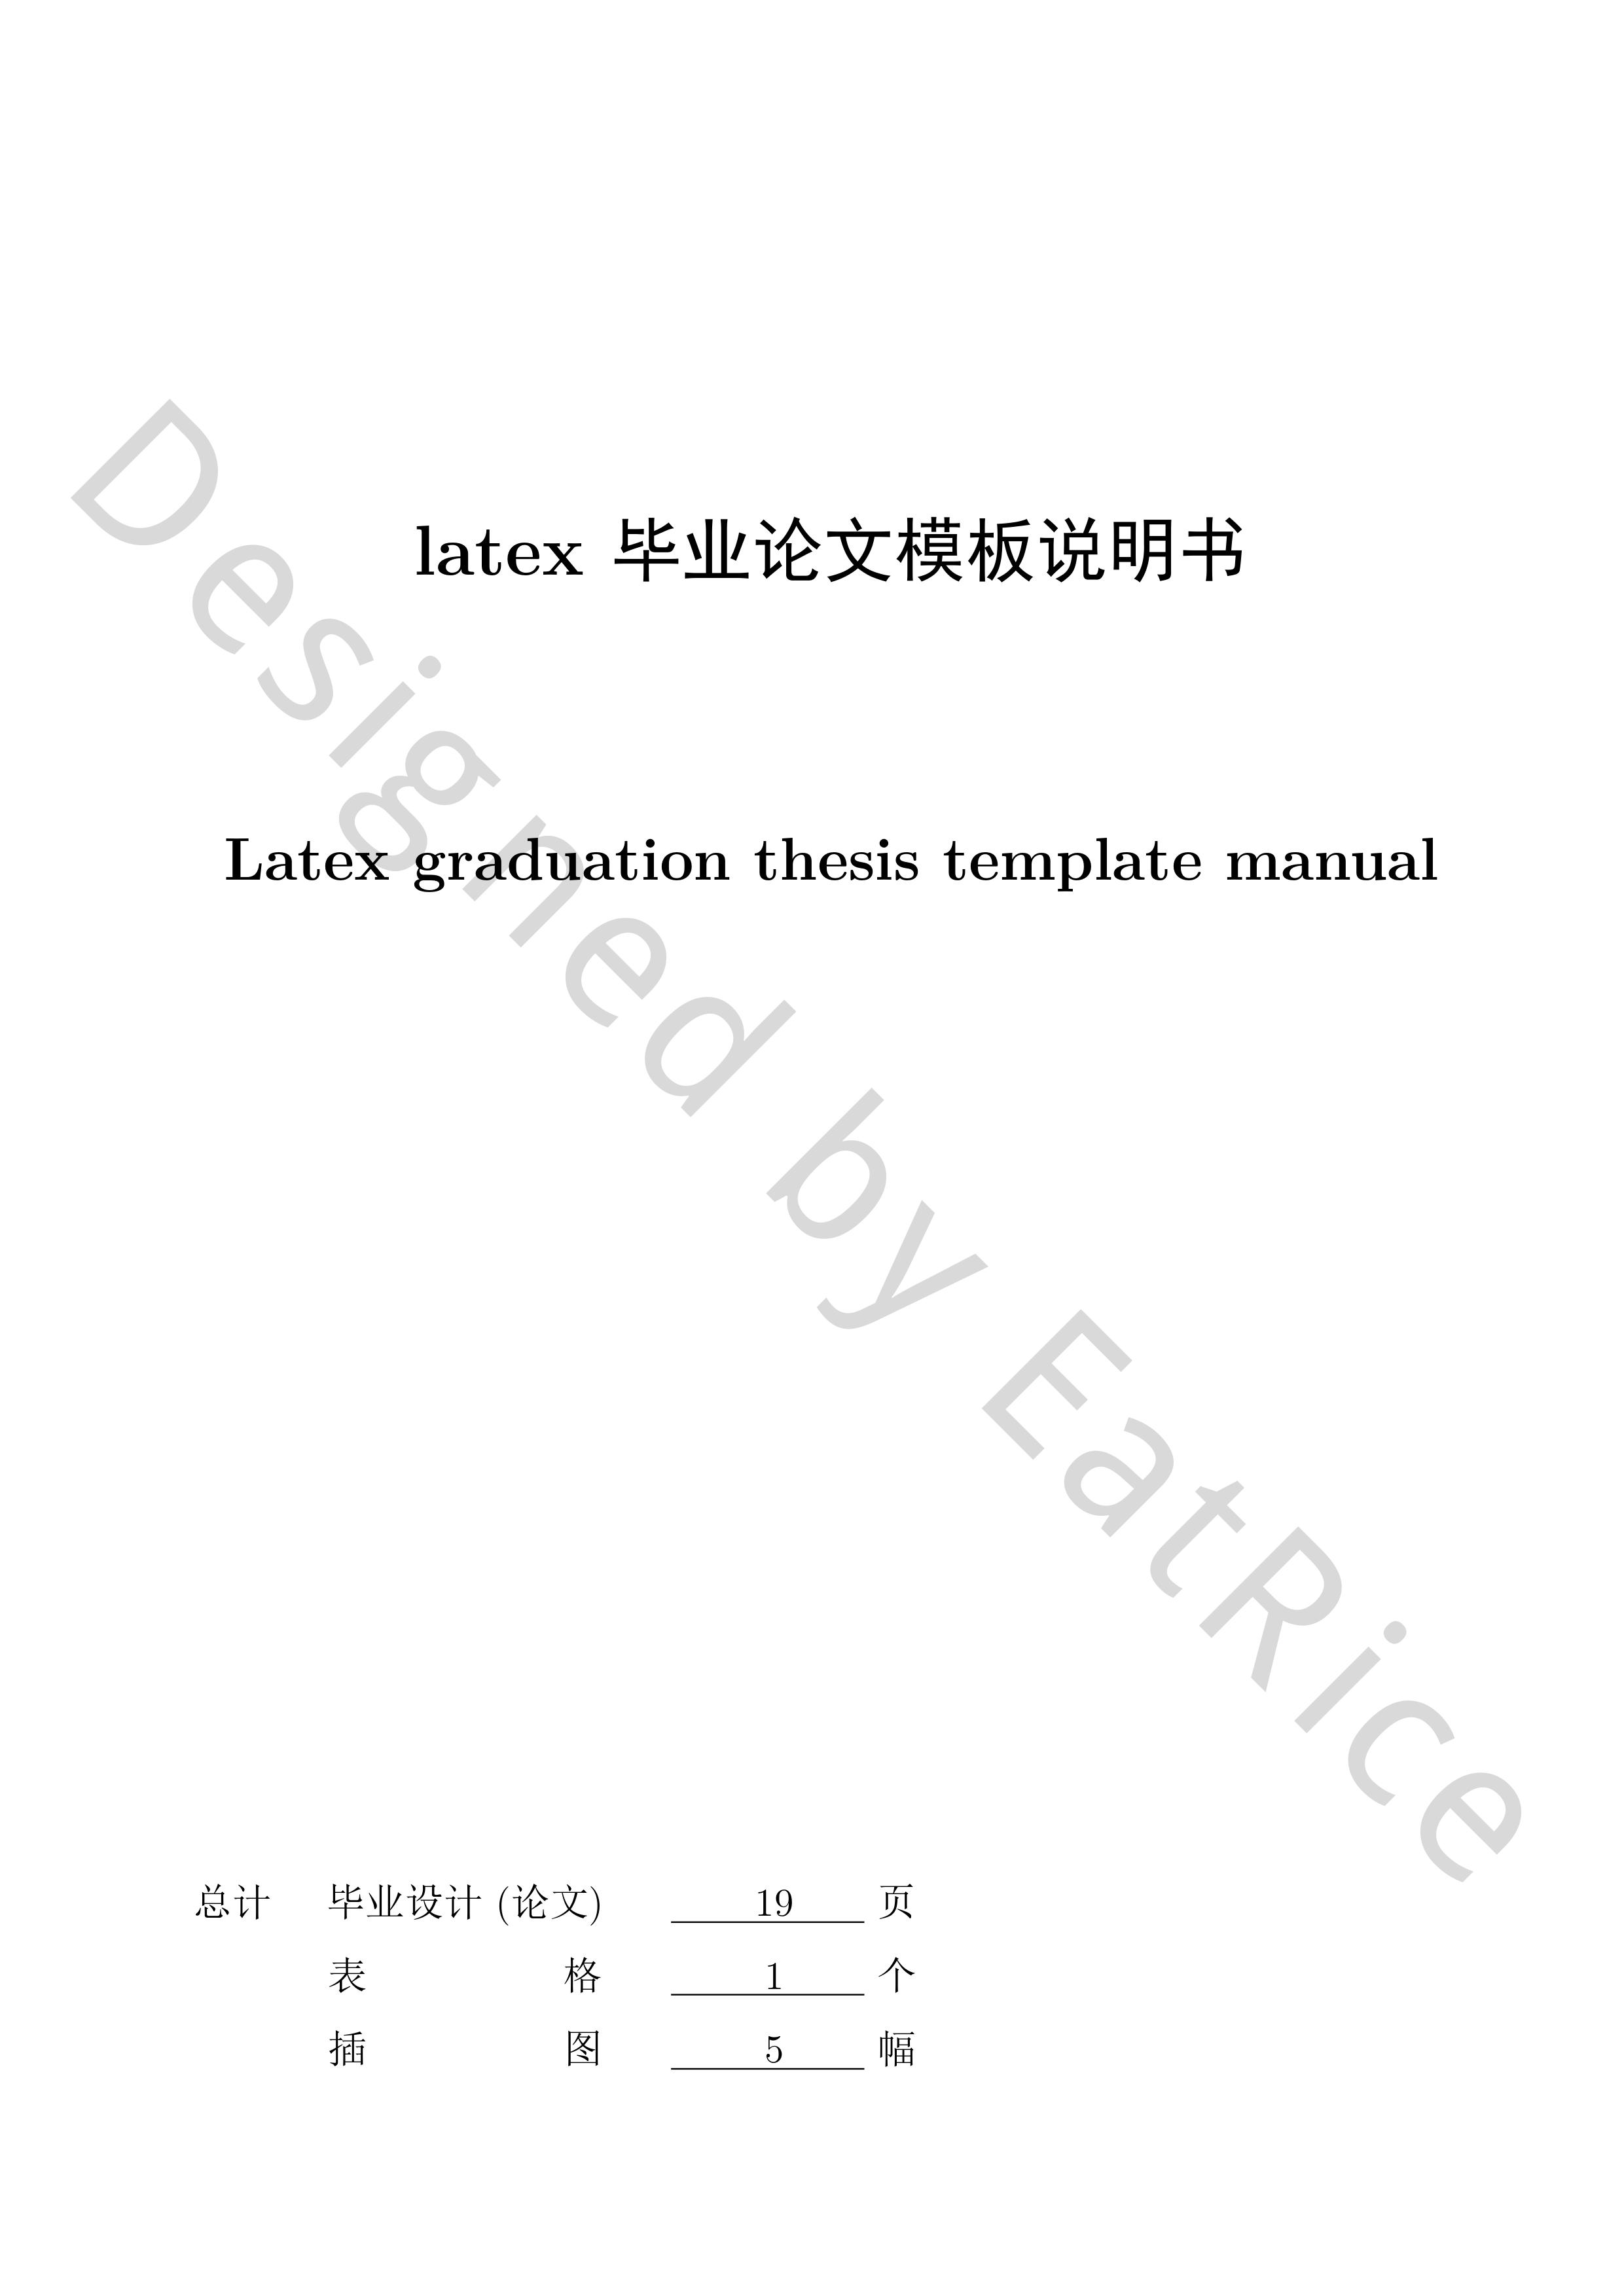 latex 毕业论文模板说明书
Latex graduation thesis template manual
Designed by EatRice
总计 毕业设计 (论文) 19 页
表 格 1 个
插 图 5 幅